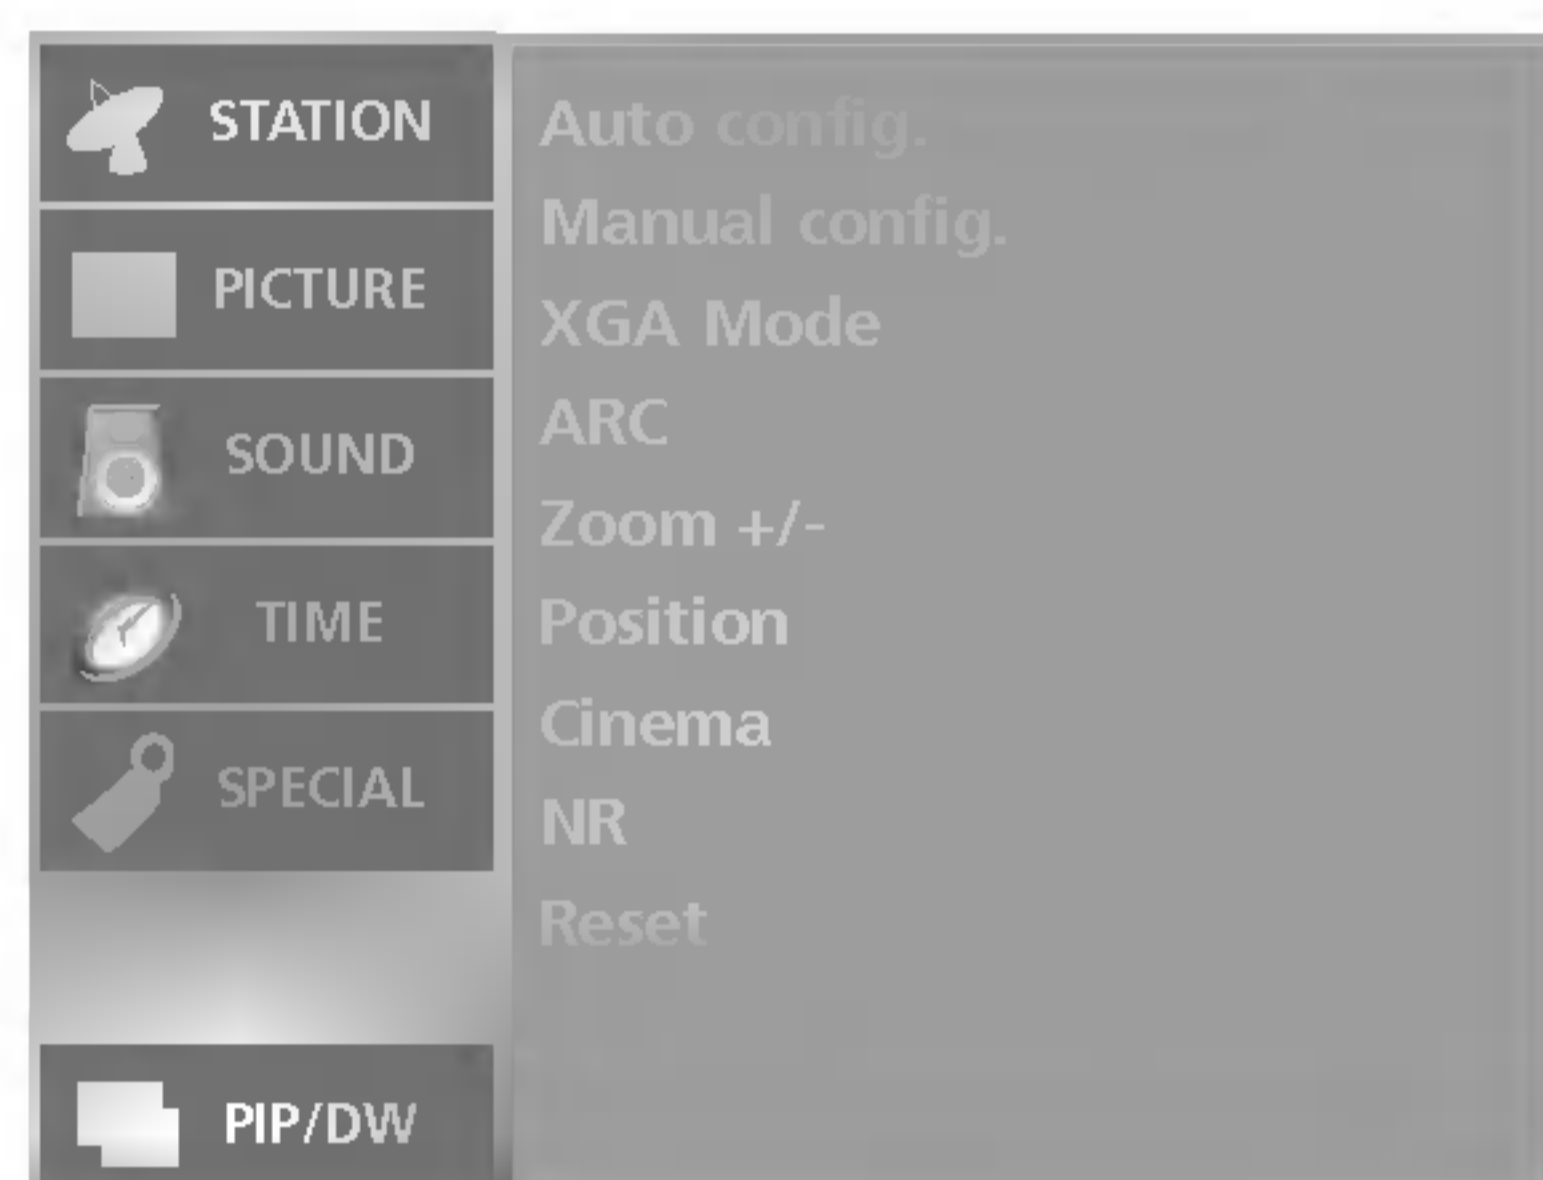 STATION
PICTURE
SOUND
TIME
SPECIAL
PIP/DW
Auto config.
Manual config.
XGA Mode
ARC
Zoom +/-
Position
Cinema
NR
Reset